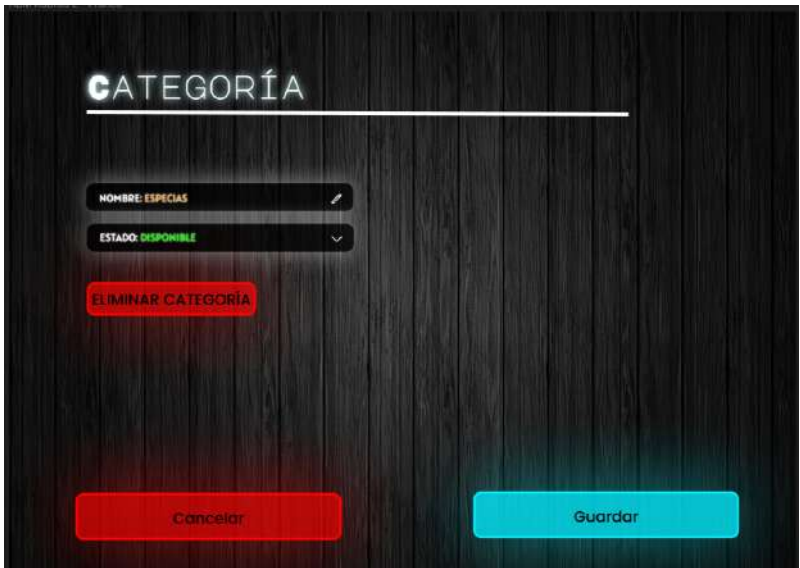 CATEGORÍA
NOMBRE: ESPECIAS
ESTADO: DISPONIBLE
ELIMINAR CATEGORÍA
Cancelar
Guardar